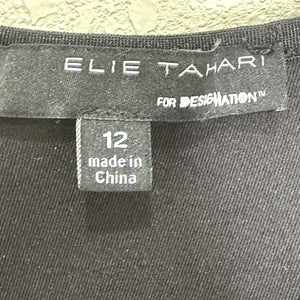 ELIE TAHARI
FOR DESIGNATION™
12
made in
China